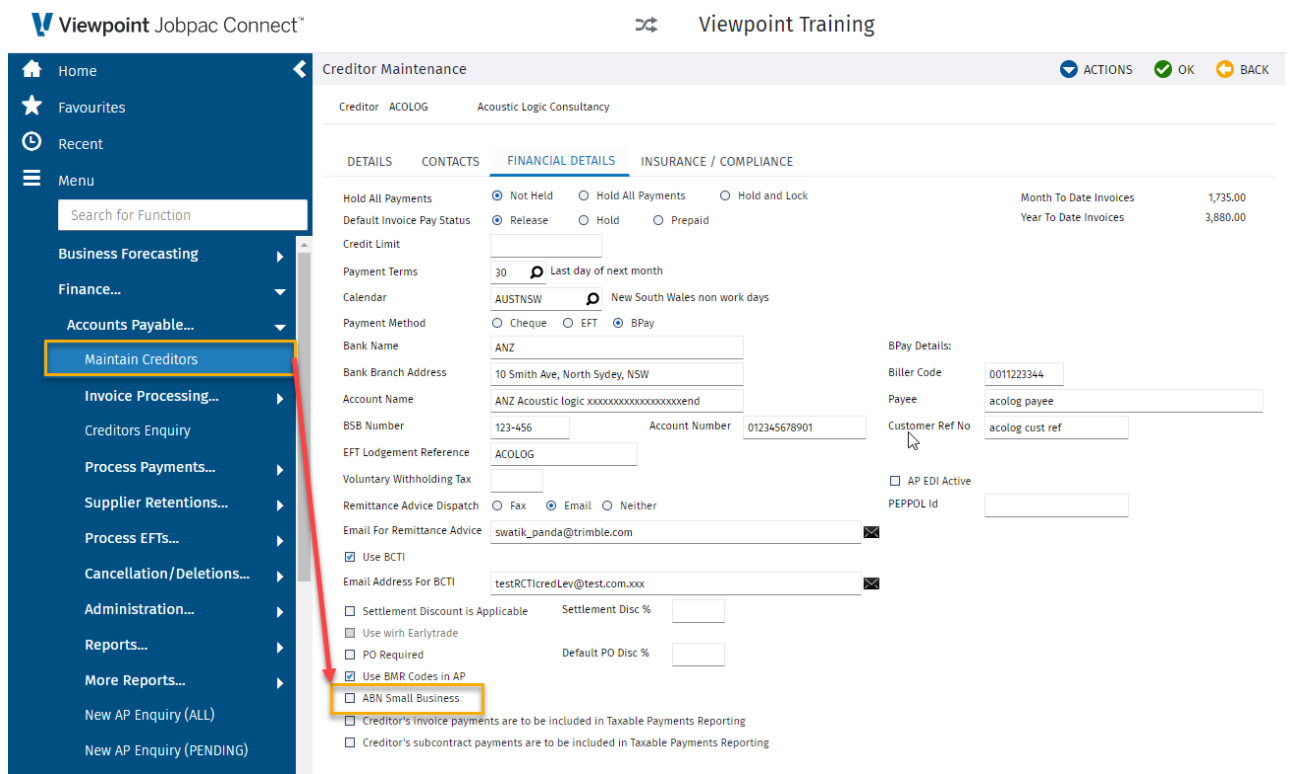 Viewpoint Jobpac Connect™
Viewpoint Training
Home
Favourites
Recent
Menu
Search for Function
Business Forecasting
Finance...
Accounts Payable...
Maintain Creditors
Invoice Processing...
Creditors Enquiry
Process Payments...
Supplier Retentions...
Process EFTs...
Cancellation/Deletions...
Administration...
Reports...
More Reports...
New AP Enquiry (ALL)
New AP Enquiry (PENDING)
Creditor Maintenance
ACTIONS OK BACK
Creditor ACOLOG Acoustic Logic Consultancy
DETAILS CONTACTS FINANCIAL DETAILS INSURANCE / COMPLIANCE
Hold All Payments Not Held Hold All Payments Hold and Lock Month To Date Invoices 1,735.00
Default Invoice Pay Status Release Hold Prepaid Year To Date Invoices 3,880.00
Credit Limit
Payment Terms 30 Last day of next month
Calendar AUSTNSW New South Wales non work days
Payment Method Cheque EFT BPay
Bank Name ANZ BPay Details:
Bank Branch Address 10 Smith Ave, North Sydey, NSW Biller Code 0011223344
Account Name ANZ Acoustic logic xxxxxxxxxxxxxxxxxxend Payee acolog payee
BSB Number 123-456 Account Number 012345678901 Customer Ref No acolog cust ref
EFT Lodgement Reference ACOLOG
Voluntary Withholding Tax AP EDI Active
Remittance Advice Dispatch Fax Email Neither PEPPOL Id
Email For Remittance Advice swatik_panda@trimble.com
Use BCTI
Email Address For BCTI testRCTIcredLev@test.com.xxx
Settlement Discount is Applicable Settlement Disc %
Use wirh Earlytrade
PO Required Default PO Disc %
Use BMR Codes in AP
ABN Small Business
Creditor's invoice payments are to be included in Taxable Payments Reporting
Creditor's subcontract payments are to be included in Taxable Payments Reporting